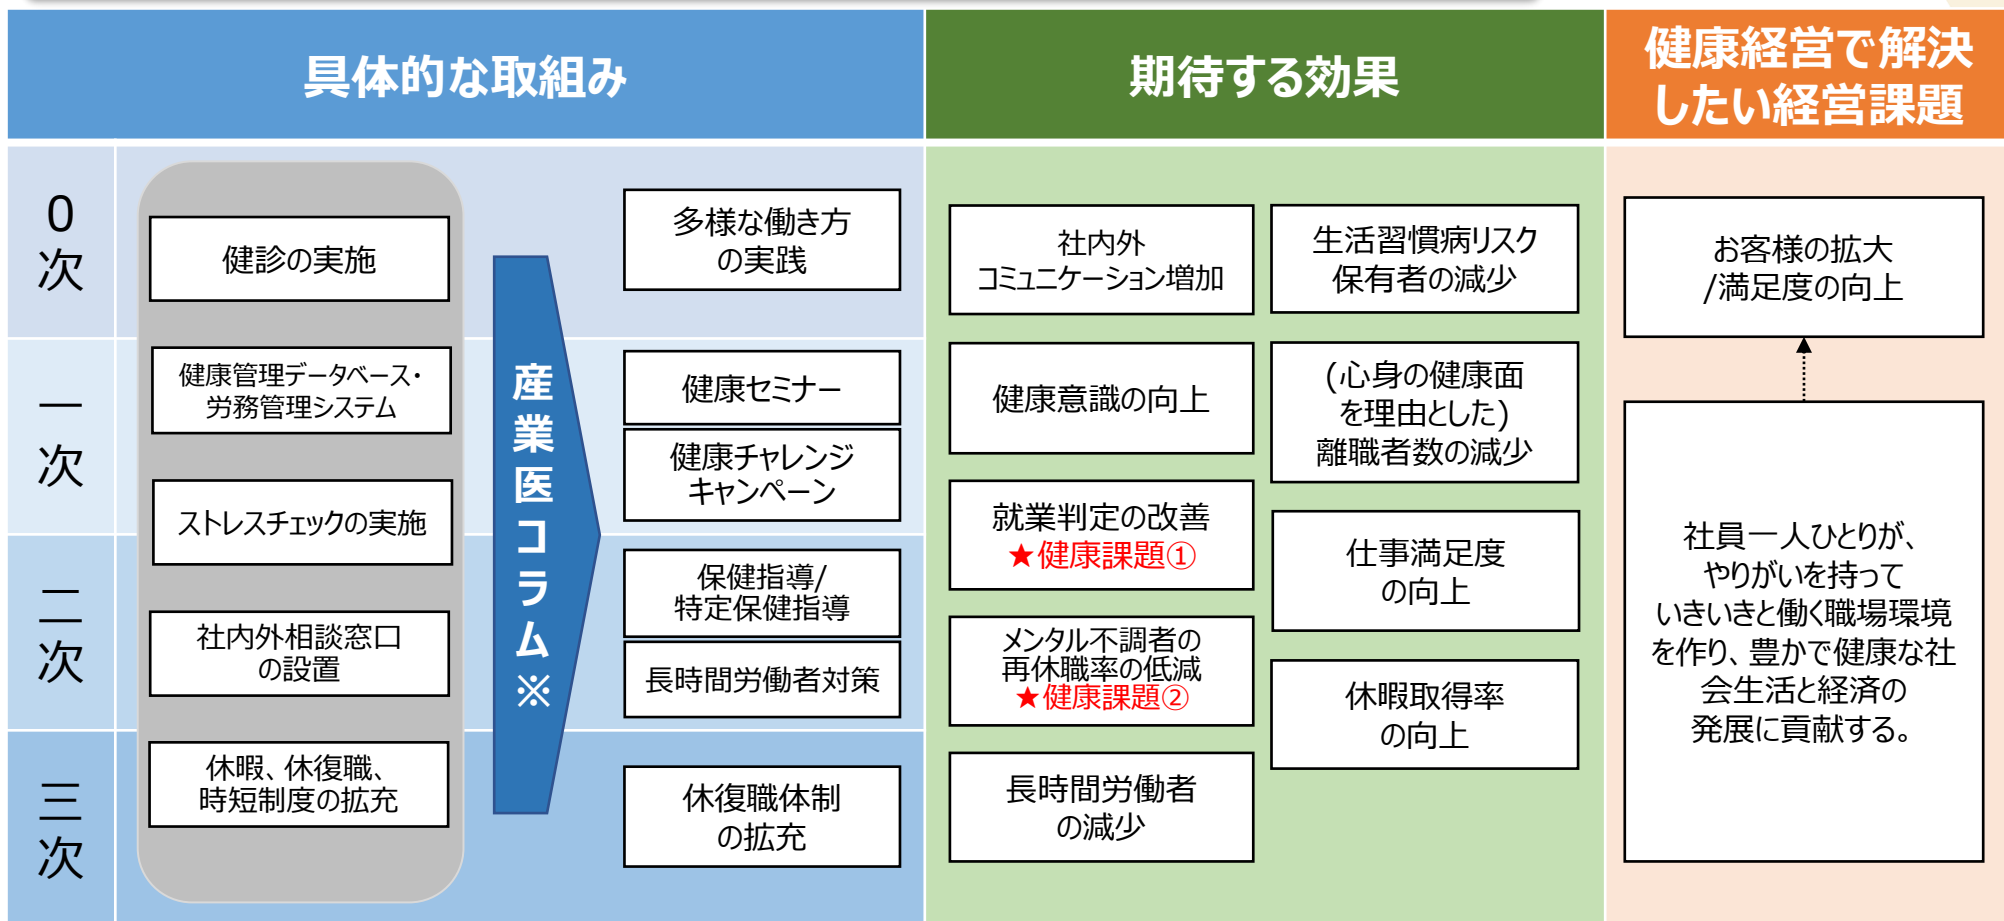 具体的な取組み
期待する効果
健康経営で解決
したい経営課題
0
次
一
次
二
次
三
次
健診の実施
健康管理データベース・
労務管理システム
ストレスチェックの実施
社内外相談窓口
の設置
休暇、休復職、
時短制度の拡充
産業医コラム※
多様な働き方
の実践
健康セミナー
健康チャレンジ
キャンペーン
保健指導/
特定保健指導
長時間労働者対策
休復職体制
の拡充
社内外
コミュニケーション増加
健康意識の向上
就業判定の改善
★健康課題①
メンタル不調者の
再休職率の低減
★健康課題②
長時間労働者
の減少
生活習慣病リスク
保有者の減少
(心身の健康面
を理由とした)
離職者数の減少
仕事満足度
の向上
休暇取得率
の向上
お客様の拡大
/満足度の向上
社員一人ひとりが、
やりがいを持って
いきいきと働く職場環境
を作り、豊かで健康な社
会生活と経済の
発展に貢献する。